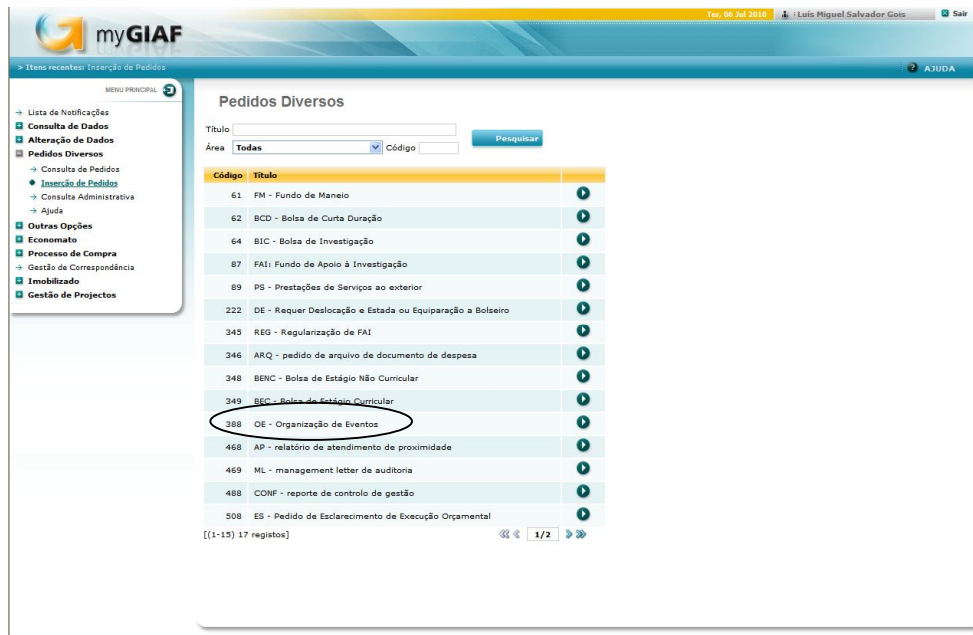 Ter, 06 Jul 2010 | Luís Miguel Salvador Gois Sair
myGIAF
> Itens recentes: Inserção de Pedidos
? AJUDA
MENU PRINCIPAL
Lista de Notificações
Consulta de Dados
Alteração de Dados
Pedidos Diversos
Consulta de Pedidos
Inserção de Pedidos
Consulta Administrativa
Ajuda
Outras Opções
Economato
Processo de Compra
Gestão de Correspondência
Imobilizado
Gestão de Projectos
Pedidos Diversos
Título
Pesquisar
Área Todas Código
Código Título
61 FM - Fundo de Maneio
62 BCD - Bolsa de Curta Duração
64 BIC - Bolsa de Investigação
87 FAI: Fundo de Apoio à Investigação
89 PS - Prestações de Serviços ao exterior
222 DE - Requer Deslocação e Estada ou Equiparação a Bolseiro
345 REG - Regularização de FAI
346 ARQ - pedido de arquivo de documento de despesa
348 BENC - Bolsa de Estágio Não Curricular
349 BEC - Bolsa de Estágio Curricular
388 OE - Organização de Eventos
468 AP - relatório de atendimento de proximidade
469 ML - management letter de auditoria
488 CONF - reporte de controlo de gestão
508 ES - Pedido de Esclarecimento de Execução Orçamental
[(1-15) 17 registos] 1/2